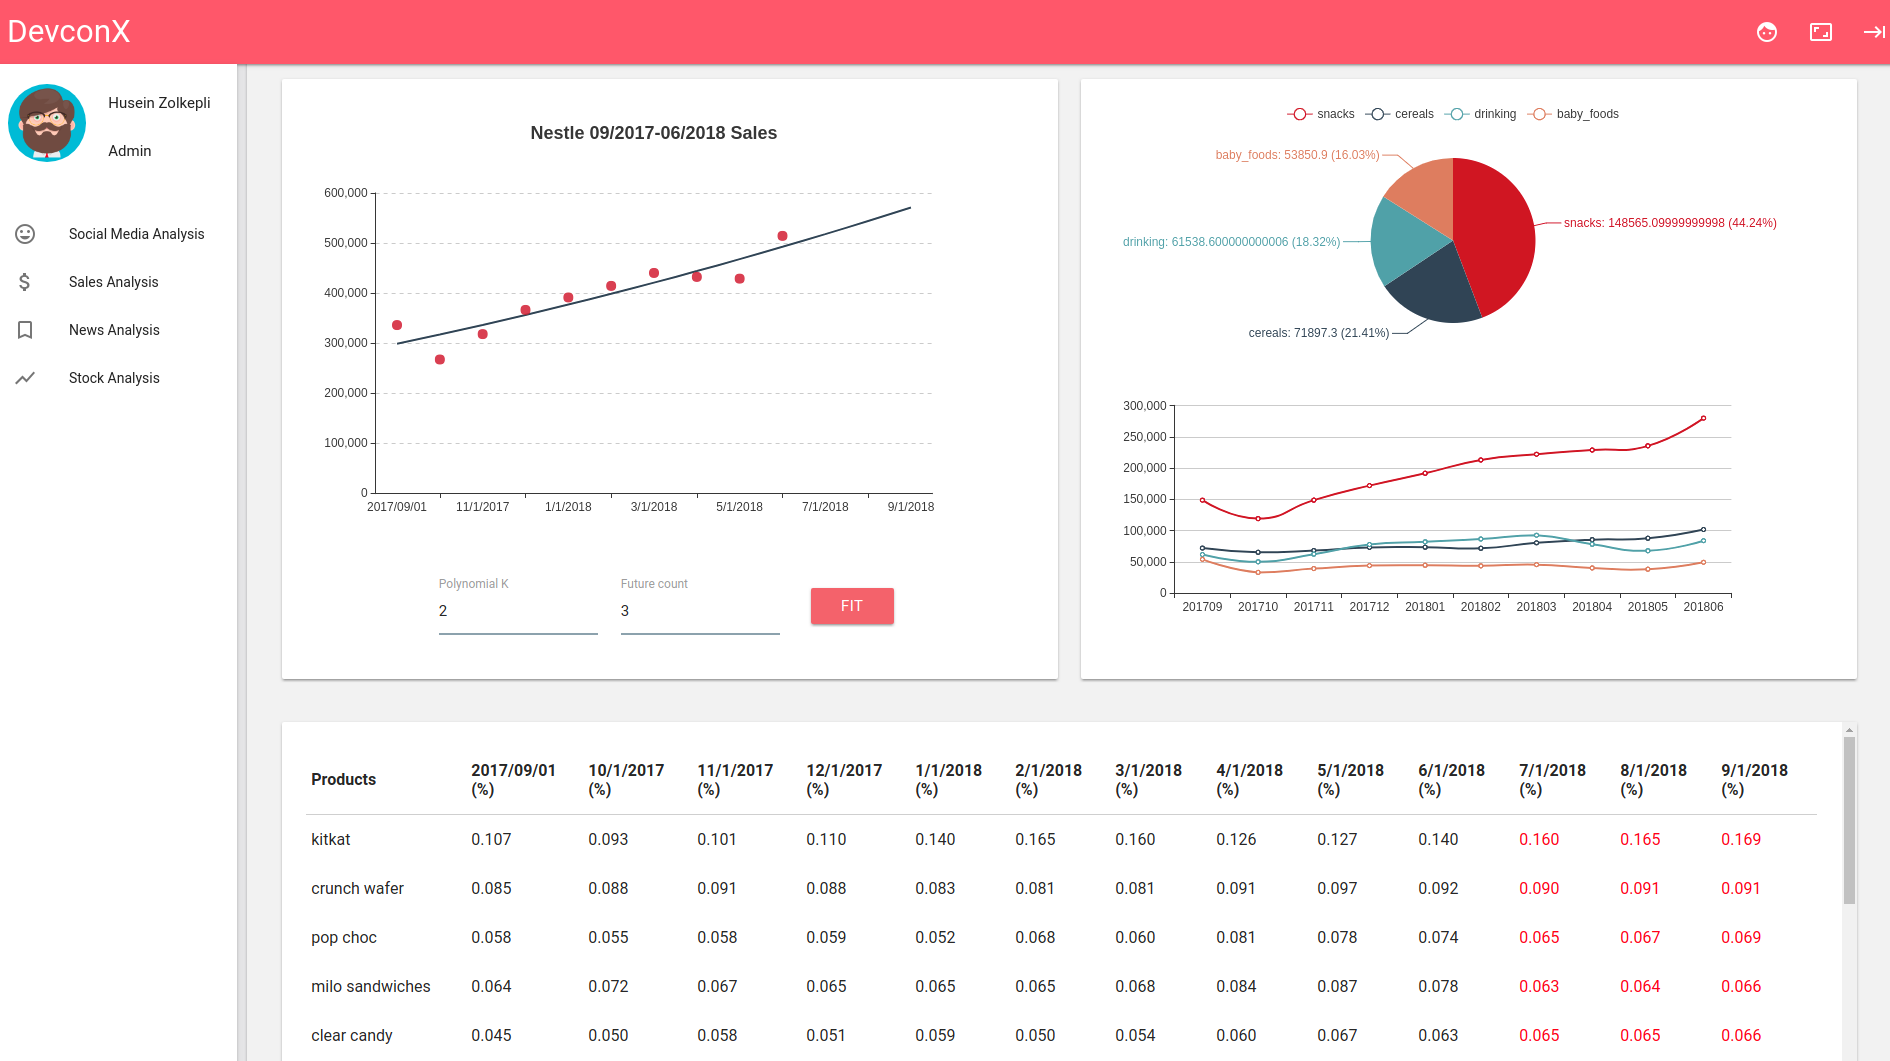 DevconX
Husein Zolkepli
Admin
Social Media Analysis
Sales Analysis
News Analysis
Stock Analysis
Nestle 09/2017-06/2018 Sales
600,000
500,000
400,000
300,000
200,000
100,000
0
2017/09/01 11/1/2017 1/1/2018 3/1/2018 5/1/2018 7/1/2018 9/1/2018
Polynomial K Future count
2 3 FIT
snacks cereals drinking baby_foods
baby_foods: 53850.9 (16.03%)
snacks: 148565.09999999998 (44.24%)
drinking: 61538.600000000006 (18.32%)
cereals: 71897.3 (21.41%)
300,000
250,000
200,000
150,000
100,000
50,000
0
201709 201710 201711 201712 201801 201802 201803 201804 201805 201806
Products 2017/09/01 (%) 10/1/2017 (%) 11/1/2017 (%) 12/1/2017 (%) 1/1/2018 (%) 2/1/2018 (%) 3/1/2018 (%) 4/1/2018 (%) 5/1/2018 (%) 6/1/2018 (%) 7/1/2018 (%) 8/1/2018 (%) 9/1/2018 (%)
kitkat 0.107 0.093 0.101 0.110 0.140 0.165 0.160 0.126 0.127 0.140 0.160 0.165 0.169
crunch wafer 0.085 0.088 0.091 0.088 0.083 0.081 0.081 0.091 0.097 0.092 0.090 0.091 0.091
pop choc 0.058 0.055 0.058 0.059 0.052 0.068 0.060 0.081 0.078 0.074 0.065 0.067 0.069
milo sandwiches 0.064 0.072 0.067 0.065 0.065 0.065 0.068 0.084 0.087 0.078 0.063 0.064 0.066
clear candy 0.045 0.050 0.058 0.051 0.059 0.050 0.054 0.060 0.067 0.063 0.065 0.065 0.066